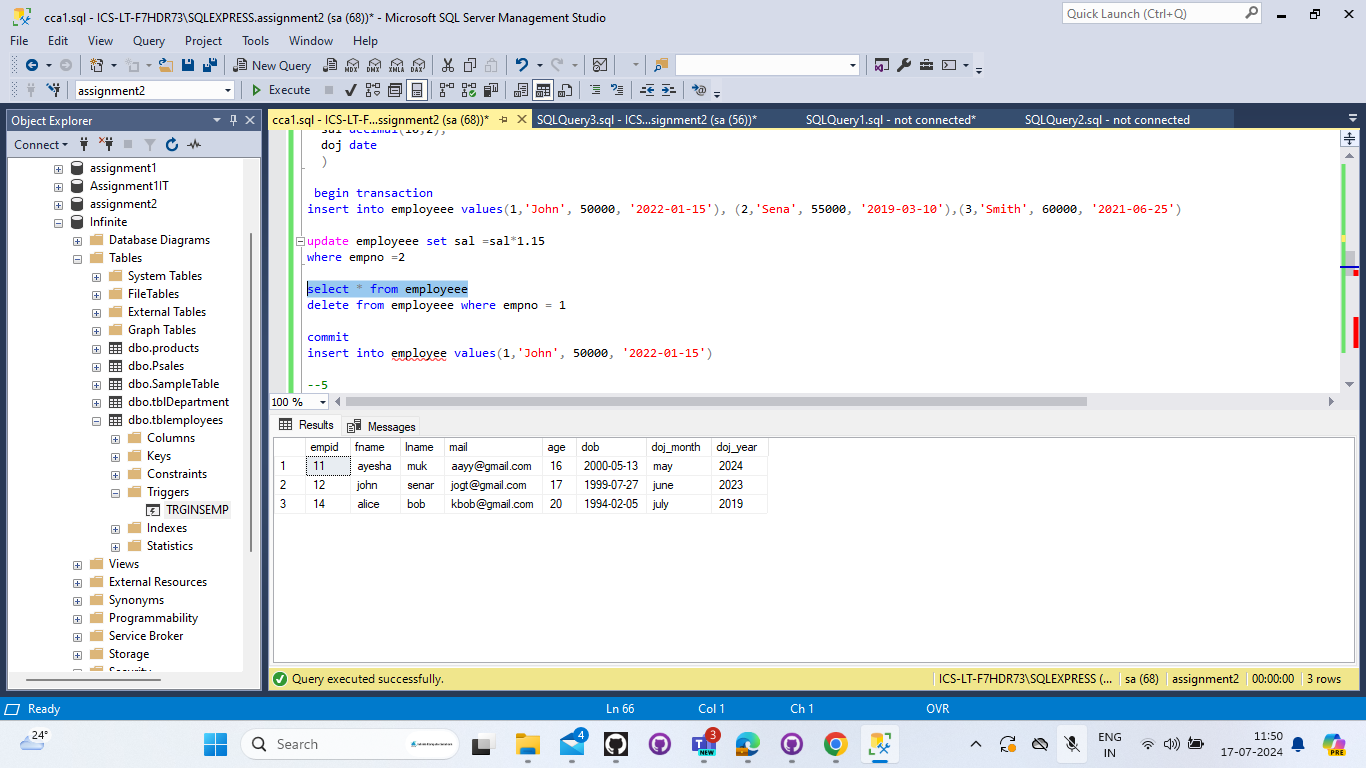 cca1.sql - ICS-LT-F7HDR73\SQLEXPRESS.assignment2 (sa (68))* - Microsoft SQL Server Management Studio
Quick Launch (Ctrl+Q)
File Edit View Query Project Tools Window Help
New Query MDX DMX XMLA DAX
assignment2 Execute
Object Explorer
cca1.sql - ICS-LT-F...ssignment2 (sa (68))* SQLQuery3.sql - ICS...signment2 (sa (56))* SQLQuery1.sql - not connected* SQLQuery2.sql - not connected
Connect
assignment1
Assignment1IT
assignment2
Infinite
Database Diagrams
Tables
System Tables
FileTables
External Tables
Graph Tables
dbo.products
dbo.Psales
dbo.SampleTable
dbo.tblDepartment
dbo.tblemployees
Columns
Keys
Constraints
Triggers
TRGINSEMP
Indexes
Statistics
Views
External Resources
Synonyms
Programmability
Service Broker
Storage
Security
sal decimal(10,2),
doj date
)
begin transaction
insert into employeee values(1,'John', 50000, '2022-01-15'), (2,'Sena', 55000, '2019-03-10'),(3,'Smith', 60000, '2021-06-25')
update employeee set sal =sal*1.15
where empno =2
select * from employeee
delete from employeee where empno = 1
commit
insert into employee values(1,'John', 50000, '2022-01-15')
--5
100 %
Results Messages
empid fname lname mail age dob doj_month doj_year
1 11 ayesha muk aayy@gmail.com 16 2000-05-13 may 2024
2 12 john senar jogt@gmail.com 17 1999-07-27 june 2023
3 14 alice bob kbob@gmail.com 20 1994-02-05 july 2019
Query executed successfully. ICS-LT-F7HDR73\SQLEXPRESS (... sa (68) assignment2 00:00:00 3 rows
Ready Ln 66 Col 1 Ch 1 OVR
24°
Search
4
3
NEW
ENG
IN
11:50
17-07-2024
PRE